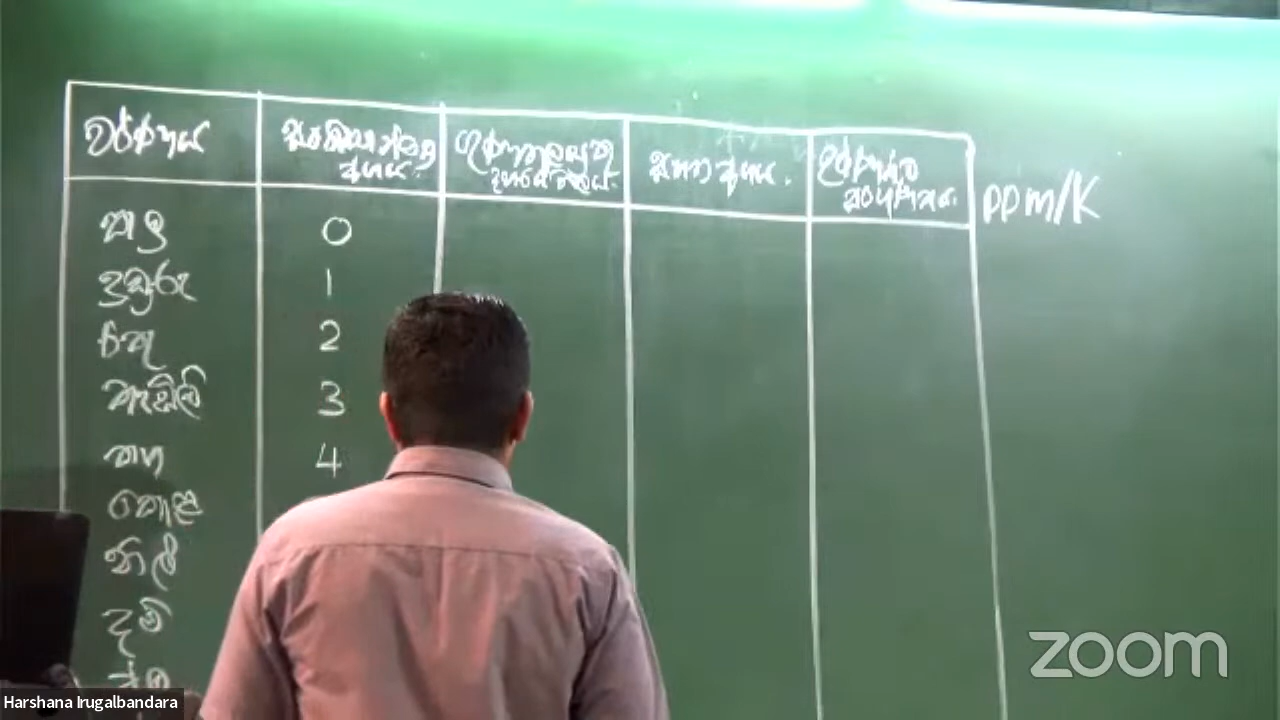 වර්ණය
සංඛ්‍යාත්මක අගය.
ගුණාකාර
සහන අගය.
උෂ්ණත්ව සංගුණකය.
ppm/K
කළු 0
දුඹුරු 1
රතු 2
තැඹිලි 3
කහ 4
කොළ
නිල්
දම්
zoom
Harshana Irugalbandara